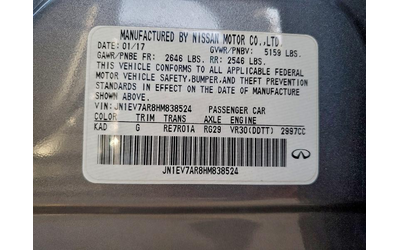 MANUFACTURED BY NISSAN MOTOR CO.,LTD.
DATE: 01/17 GVWR/PNBV: 5159 LBS.
GAWR/PNBE FR: 2646 LBS. RR: 2546 LBS.
THIS VEHICLE CONFORMS TO ALL APPLICABLE FEDERAL
MOTOR VEHICLE SAFETY, BUMPER, AND THEFT PREVENTION
STANDARDS IN EFFECT ON THE DATE OF MANUFACTURE
SHOWN ABOVE.
VIN: JN1EV7AR8HM838524 PASSENGER CAR
COLOR TRIM TRANS AXLE ENGINE
KAD G RE7R01A RG29 VR30(DDTT) 2997CC
JN1EV7AR8HM838524